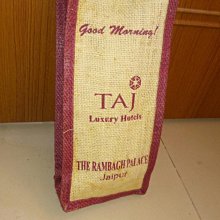 Good Morning!
TAJ
Luxury Hotels
THE RAMBAGH PALACE
Jaipur